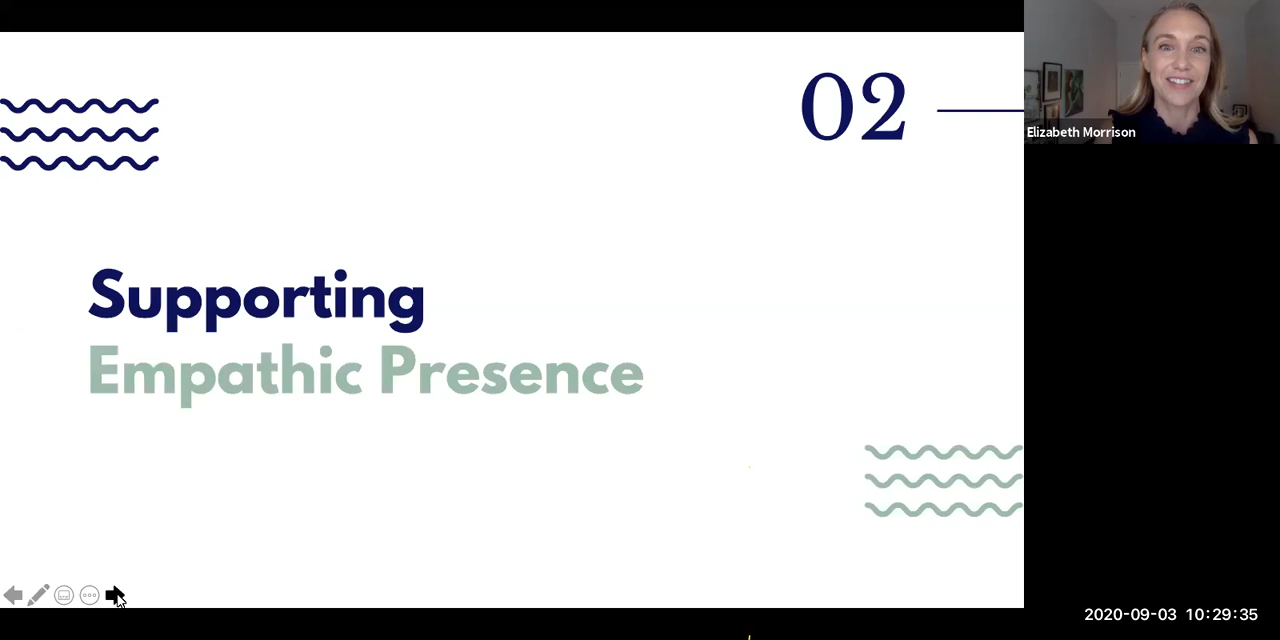 02
Elizabeth Morrison
Supporting
Empathic Presence
2020-09-03 10:29:35